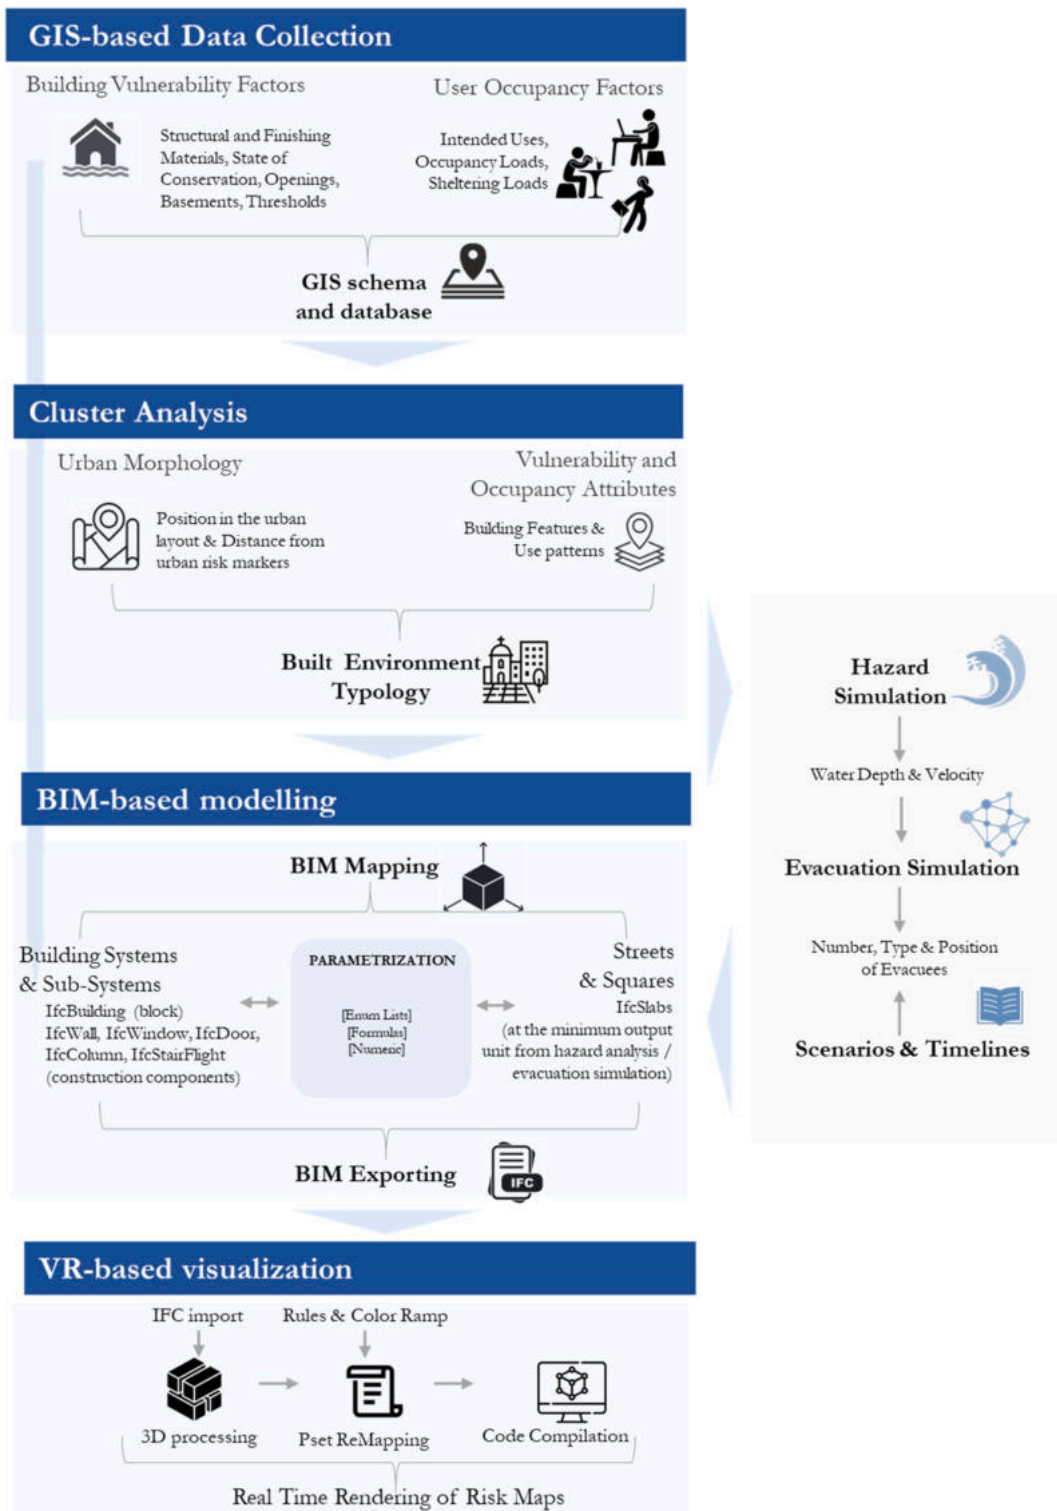 GIS-based Data Collection
Building Vulnerability Factors
Structural and Finishing
Materials, State of
Conservation, Openings,
Basements, Thresholds
User Occupancy Factors
Intended Uses,
Occupancy Loads,
Sheltering Loads
GIS schema
and database
Cluster Analysis
Urban Morphology
Position in the urban
layout & Distance from
urban risk markers
Vulnerability and
Occupancy Attributes
Building Features &
Use patterns
Built Environment
Typology
BIM-based modelling
BIM Mapping
Building Systems
& Sub-Systems
IfcBuilding (block)
IfcWall, IfcWindow, IfcDoor,
IfcColumn, IfcStairFlight
(construction components)
PARAMETRIZATION
[Enum Lists]
[Formulas]
[Numeric]
Streets
& Squares
IfcSlabs
(at the minimum output
unit from hazard analysis /
evacuation simulation)
BIM Exporting
IFC
Hazard
Simulation
Water Depth & Velocity
Evacuation Simulation
Number, Type & Position
of Evacuees
Scenarios & Timelines
VR-based visualization
IFC import
Rules & Color Ramp
3D processing
Pset ReMapping
Code Compilation
Real Time Rendering of Risk Maps